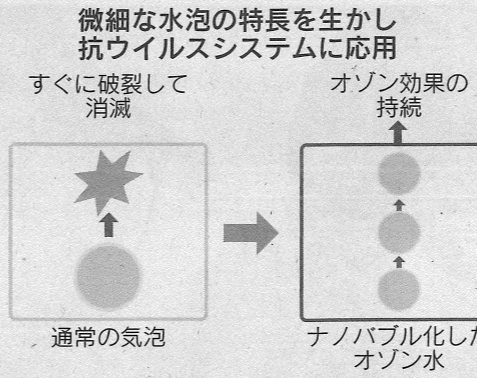 微細な水泡の特長を生かし
抗ウイルスシステムに応用
すぐに破裂して
消滅
オゾン効果の
持続
通常の気泡
ナノバブル化した
オゾン水